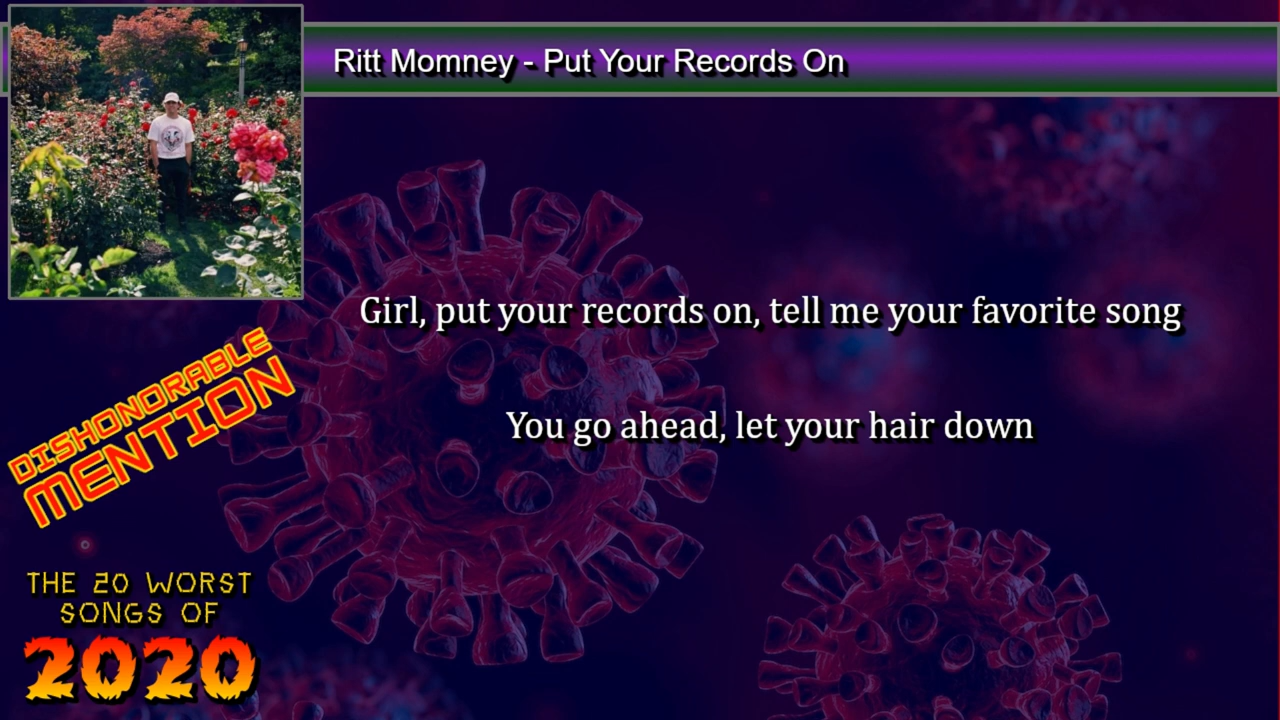 Ritt Momney - Put Your Records On
Girl, put your records on, tell me your favorite song
You go ahead, let your hair down
DISHONORABLE
MENTION
THE 20 WORST
SONGS OF
2020